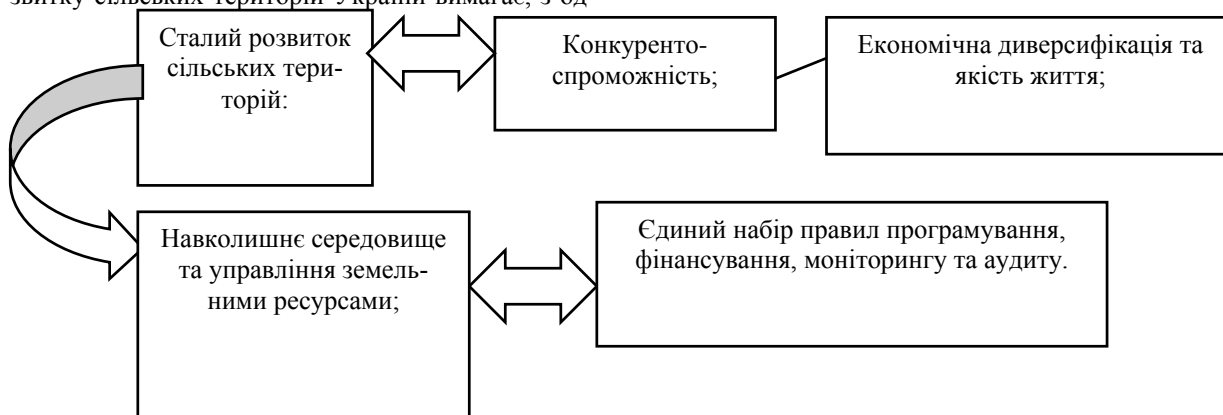 звитку сільських територій України вимагає, з од-
Сталий розвиток
сільських тери-
торій:
Конкуренто-
спроможність;
Економічна диверсифікація та
якість життя;
Навколишнє середовище
та управління земель-
ними ресурсами;
Єдиний набір правил програмування,
фінансування, моніторингу та аудиту.